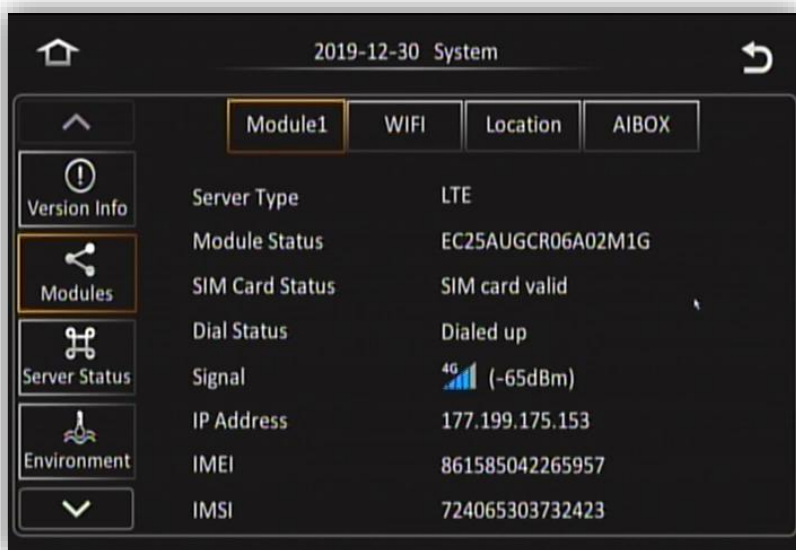 2019-12-30 System
Module1 WIFI Location AIBOX
Version Info
Modules
Server Status
Environment
Server Type LTE
Module Status EC25AUGCR06A02M1G
SIM Card Status SIM card valid
Dial Status Dialed up
Signal 4G (-65dBm)
IP Address 177.199.175.153
IMEI 861585042265957
IMSI 724065303732423